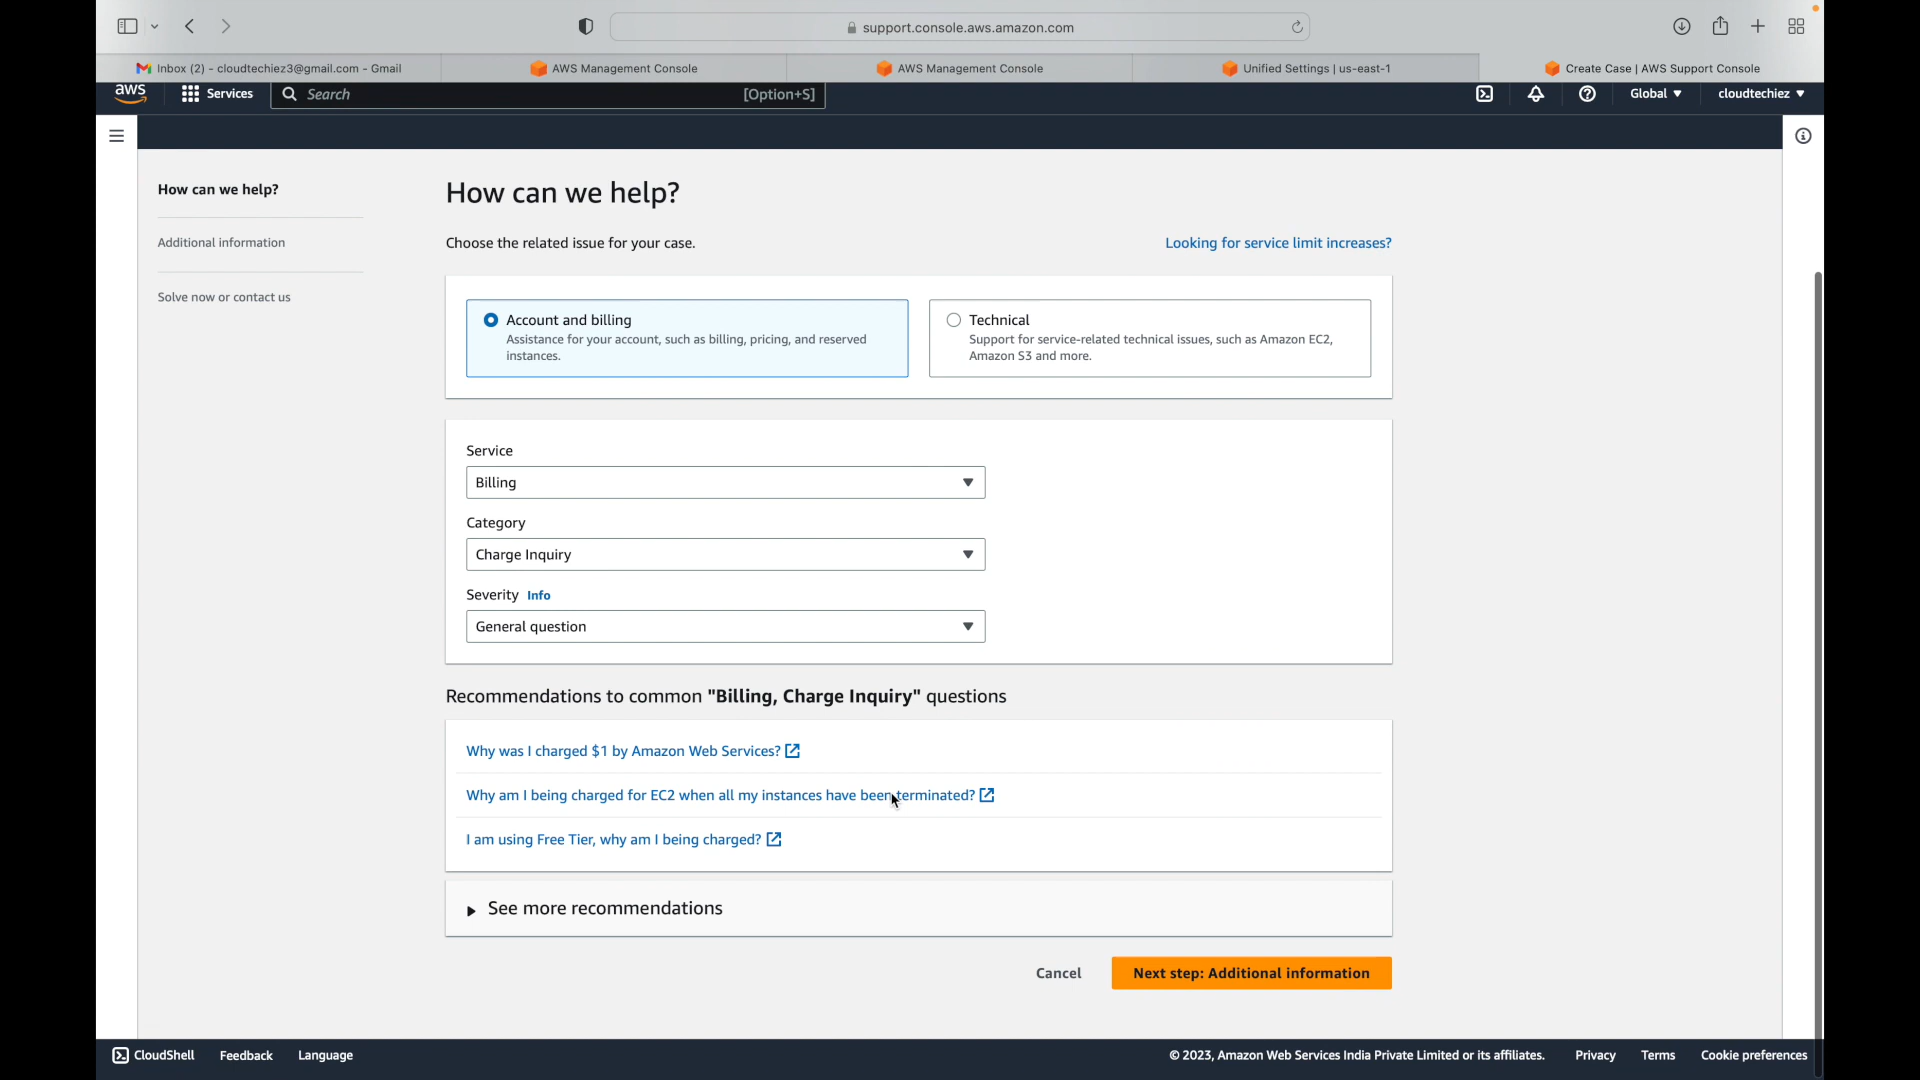 support.console.aws.amazon.com
Inbox (2) - cloudtechiez3@gmail.com - Gmail
AWS Management Console
AWS Management Console
Unified Settings | us-east-1
Create Case | AWS Support Console
aws
Services
Search
[Option+S]
Global
cloudtechiez
How can we help?
Additional information
Solve now or contact us
How can we help?
Choose the related issue for your case.
Looking for service limit increases?
Account and billing
Assistance for your account, such as billing, pricing, and reserved
instances.
Technical
Support for service-related technical issues, such as Amazon EC2,
Amazon S3 and more.
Service
Billing
Category
Charge Inquiry
Severity Info
General question
Recommendations to common "Billing, Charge Inquiry" questions
Why was I charged $1 by Amazon Web Services?
Why am I being charged for EC2 when all my instances have been terminated?
I am using Free Tier, why am I being charged?
See more recommendations
Cancel
Next step: Additional information
CloudShell
Feedback
Language
© 2023, Amazon Web Services India Private Limited or its affiliates.
Privacy
Terms
Cookie preferences